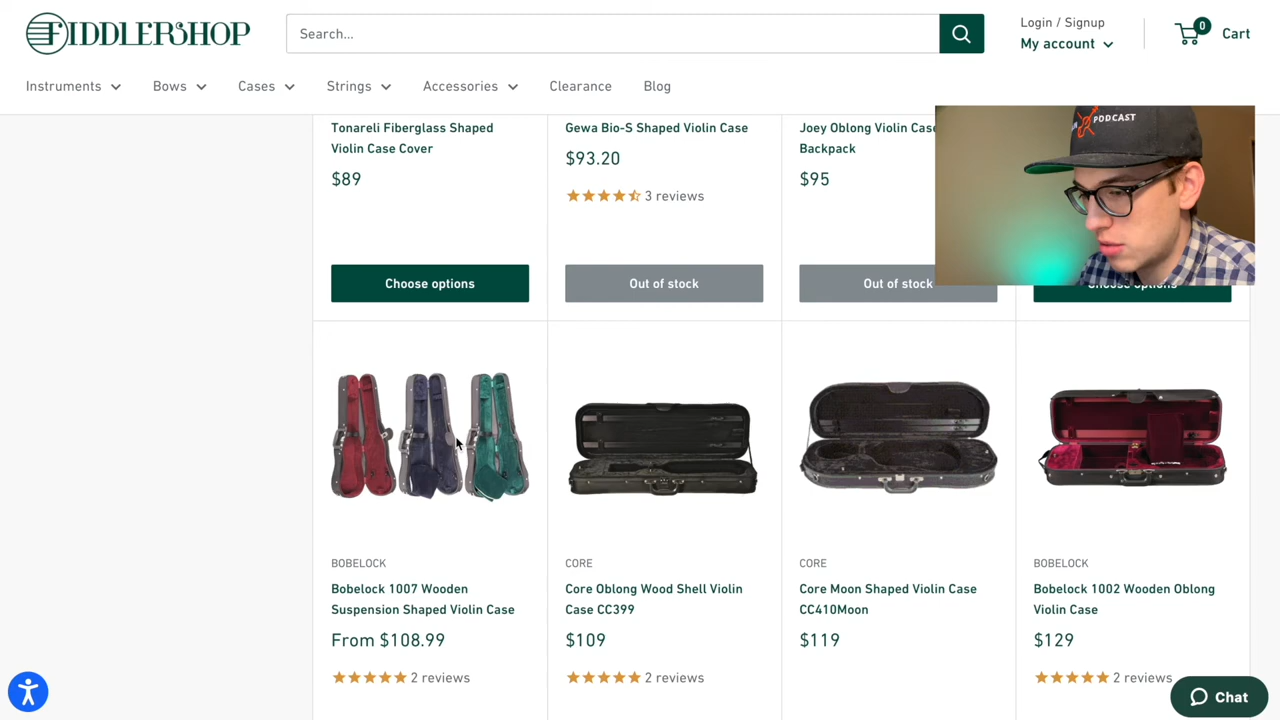 FIDDLERSHOP
Search...
Login / Signup
My account
0
Cart
Instruments
Bows
Cases
Strings
Accessories
Clearance
Blog
Tonareli Fiberglass Shaped
Violin Case Cover
$89
Choose options
Gewa Bio-S Shaped Violin Case
$93.20
3 reviews
Out of stock
Joey Oblong Violin Case
Backpack
$95
Out of stock
PODCAST
Choose options
BOBELOCK
Bobelock 1007 Wooden
Suspension Shaped Violin Case
From $108.99
2 reviews
CORE
Core Oblong Wood Shell Violin
Case CC399
$109
2 reviews
CORE
Core Moon Shaped Violin Case
CC410Moon
$119
BOBELOCK
Bobelock 1002 Wooden Oblong
Violin Case
$129
2 reviews
Chat